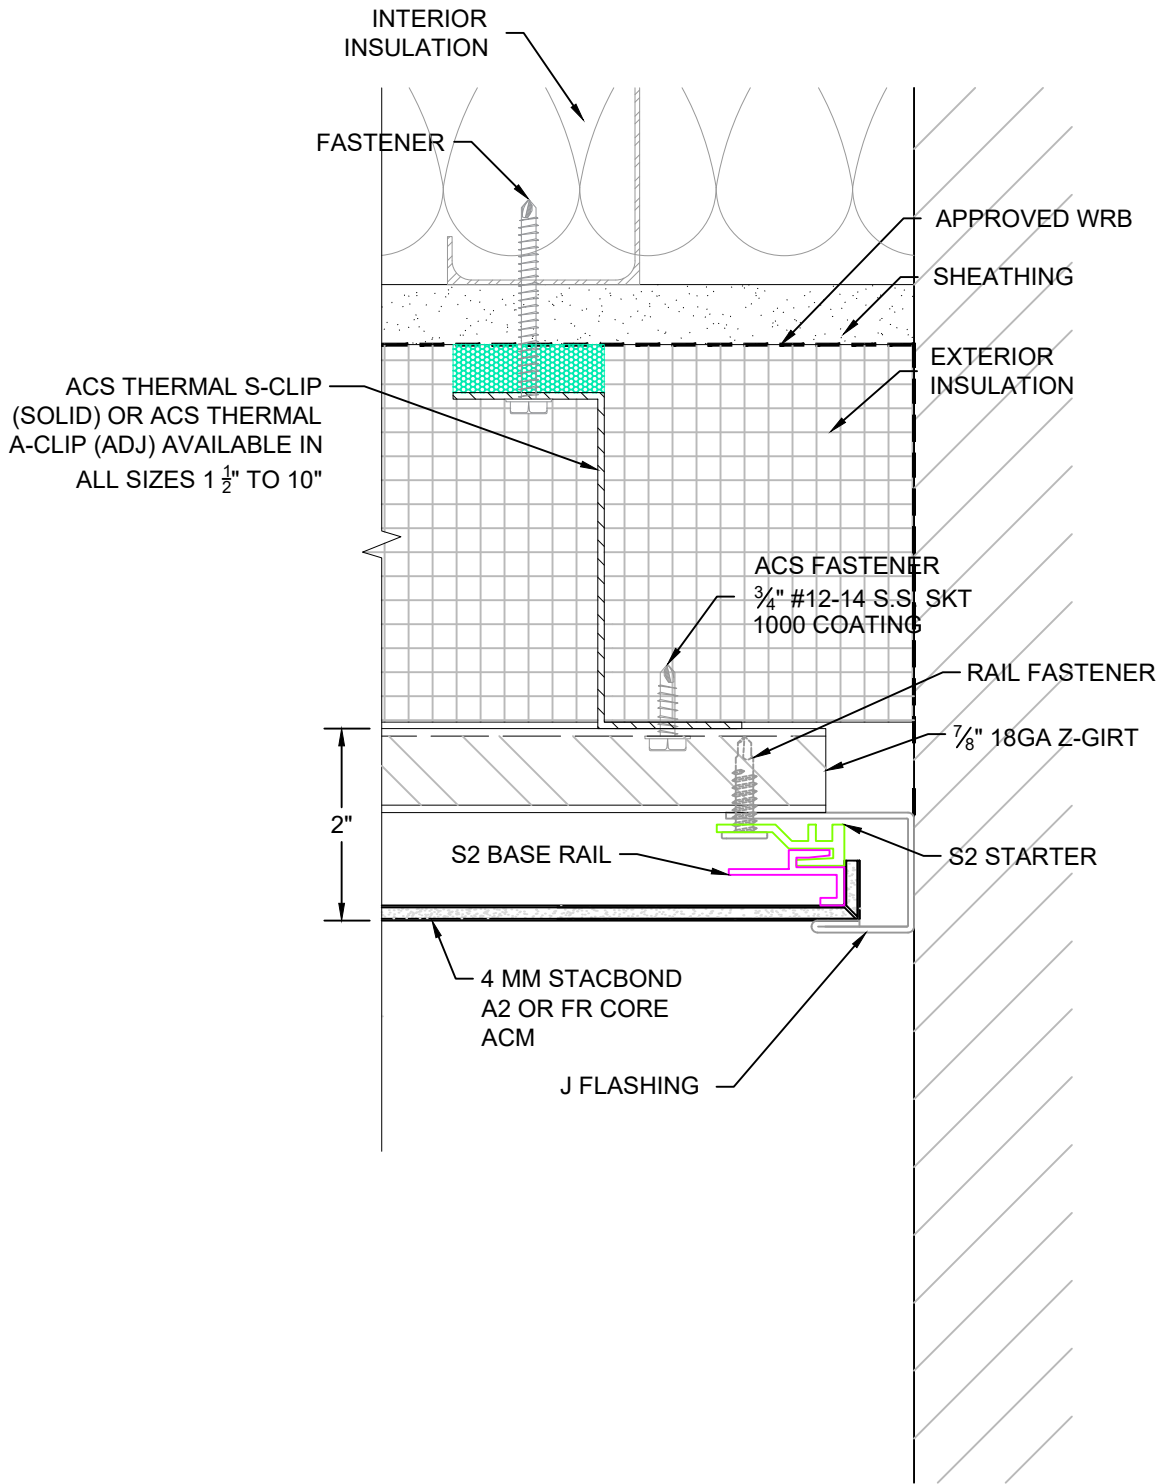 INTERIOR
INSULATION
FASTENER
APPROVED WRB
SHEATHING
EXTERIOR
INSULATION
ACS THERMAL S-CLIP
(SOLID) OR ACS THERMAL
A-CLIP (ADJ) AVAILABLE IN
ALL SIZES 1 1/2" TO 10"
ACS FASTENER
3/4" #12-14 S.S. SKT
1000 COATING
RAIL FASTENER
7/8" 18GA Z-GIRT
2"
S2 BASE RAIL
S2 STARTER
4 MM STACBOND
A2 OR FR CORE
ACM
J FLASHING